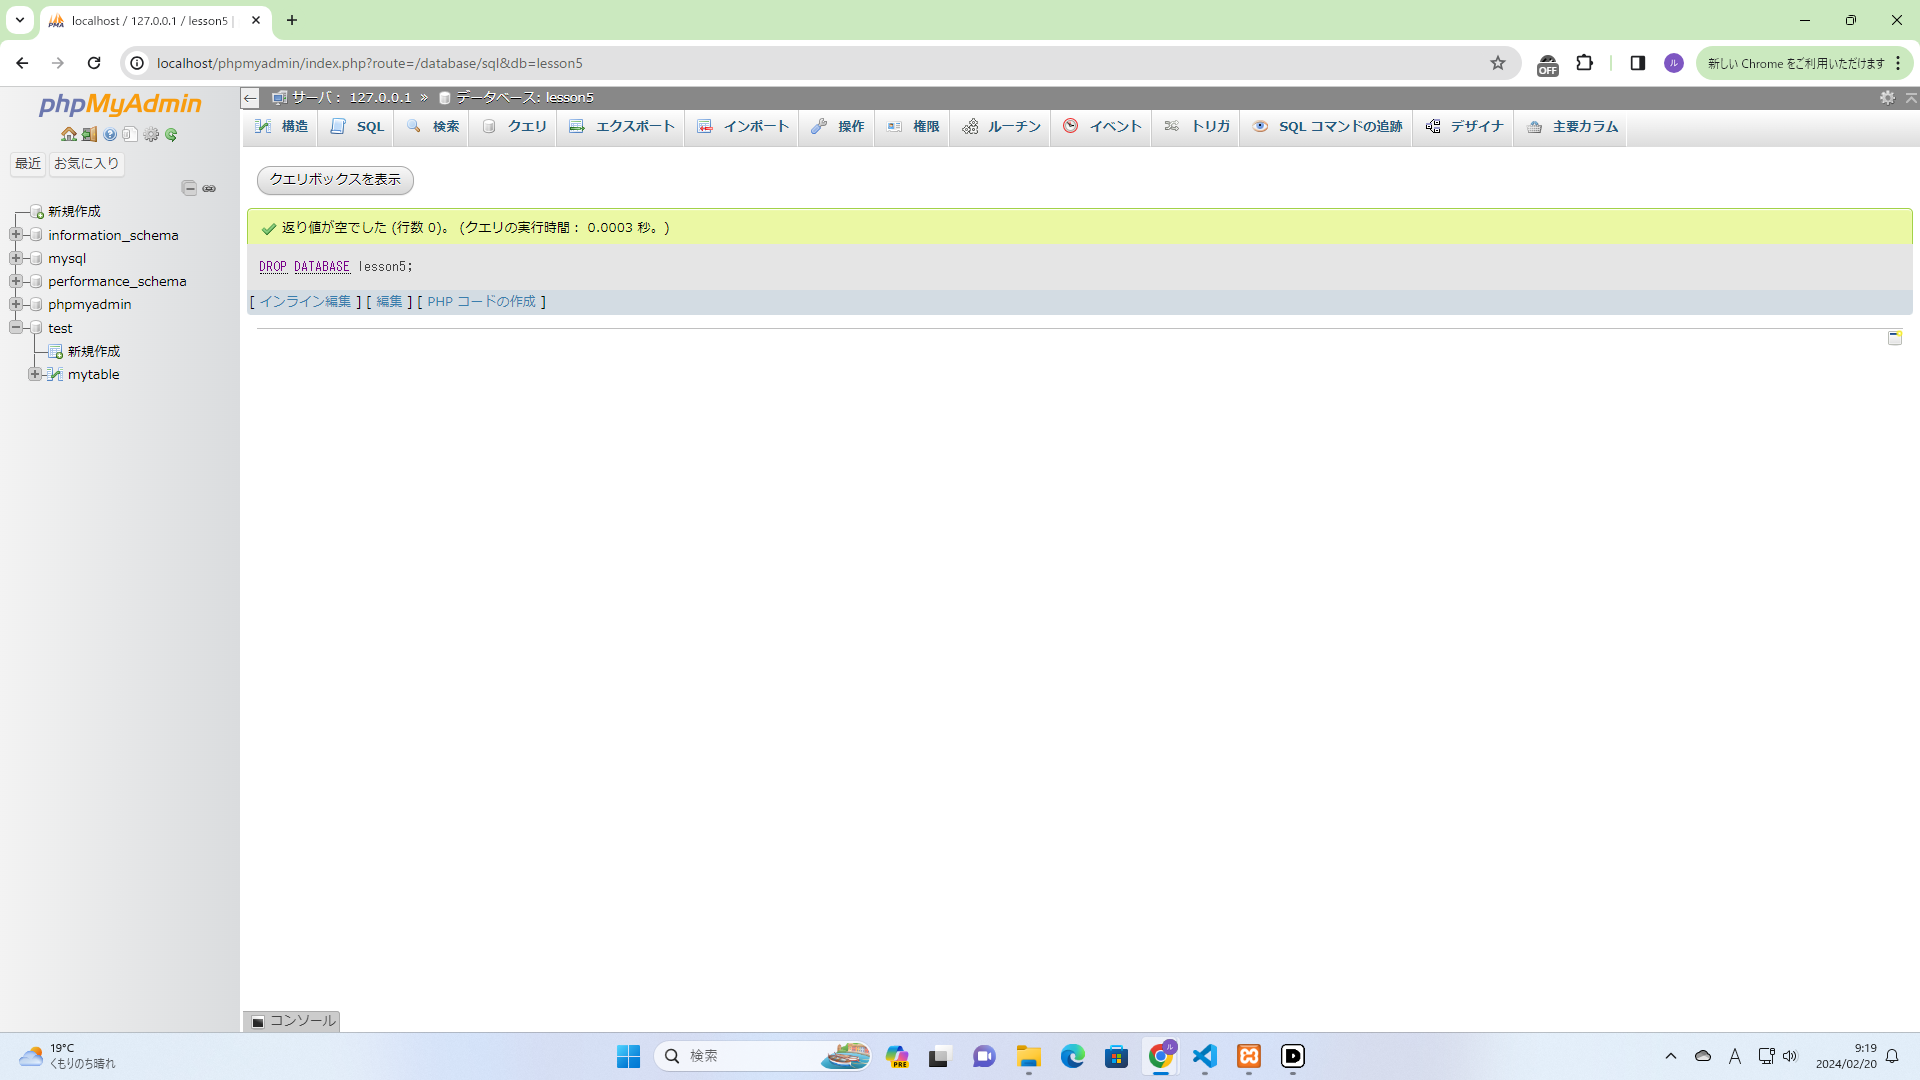 localhost / 127.0.0.1 / lesson5 |
localhost/phpmyadmin/index.php?route=/database/sql&db=lesson5
OFF
ル
新しい Chrome をご利用いただけます
phpMyAdmin
最近
お気に入り
新規作成
information_schema
mysql
performance_schema
phpmyadmin
test
新規作成
mytable
サーバ: 127.0.0.1 » データベース: lesson5
構造
SQL
検索
クエリ
エクスポート
インポート
操作
権限
ルーチン
イベント
トリガ
SQL コマンドの追跡
デザイナ
主要カラム
クエリボックスを表示
返り値が空でした (行数 0)。 (クエリの実行時間: 0.0003 秒。)
DROP DATABASE lesson5;
[ インライン編集 ] [ 編集 ] [ PHP コードの作成 ]
コンソール
19°C
くもりのち晴れ
検索
PRE
ル
D
A
9:19
2024/02/20